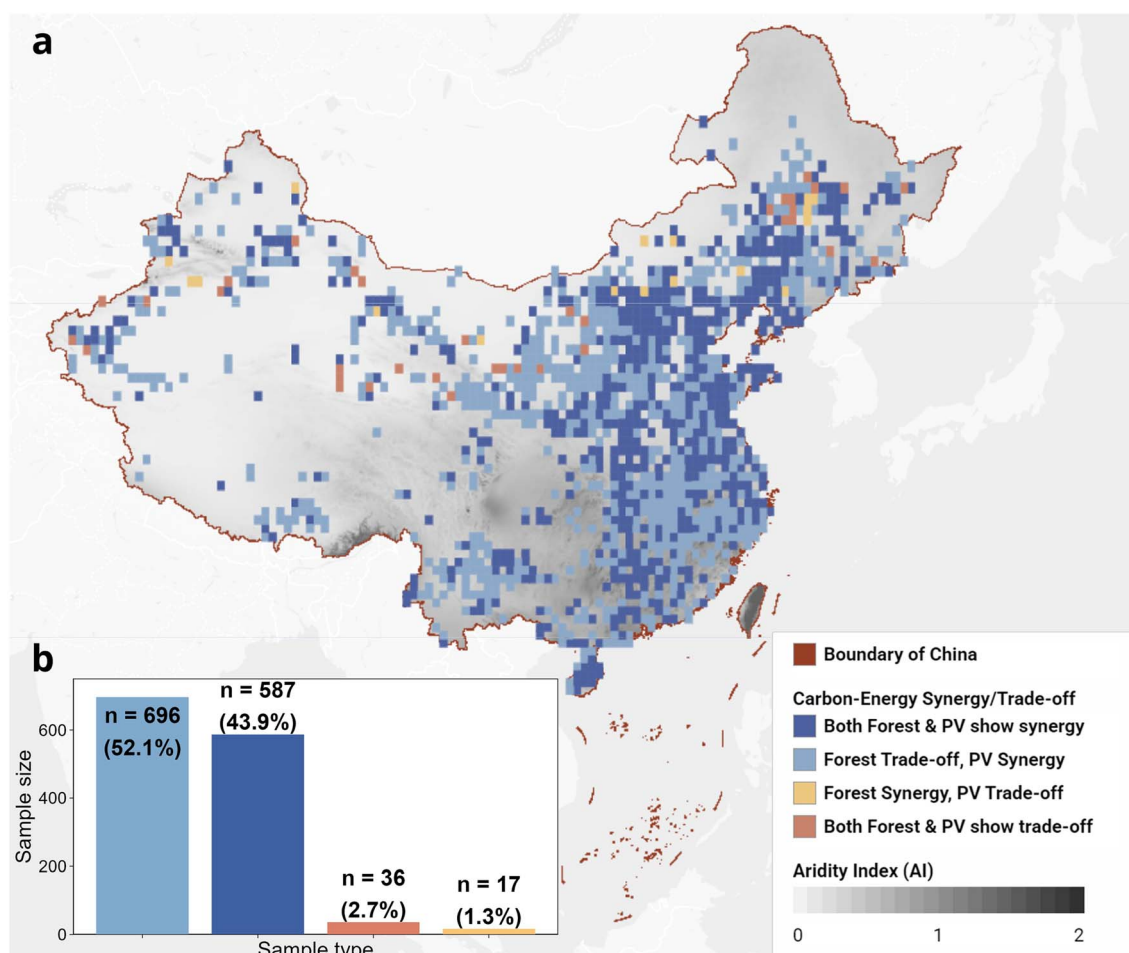 a
b
n = 696
(52.1%)
n = 587
(43.9%)
n = 36
(2.7%)
n = 17
(1.3%)
Sample size
600
400
200
0
Sample type
Boundary of China
Carbon-Energy Synergy/Trade-off
Both Forest & PV show synergy
Forest Trade-off, PV Synergy
Forest Synergy, PV Trade-off
Both Forest & PV show trade-off
Aridity Index (AI)
0 1 2